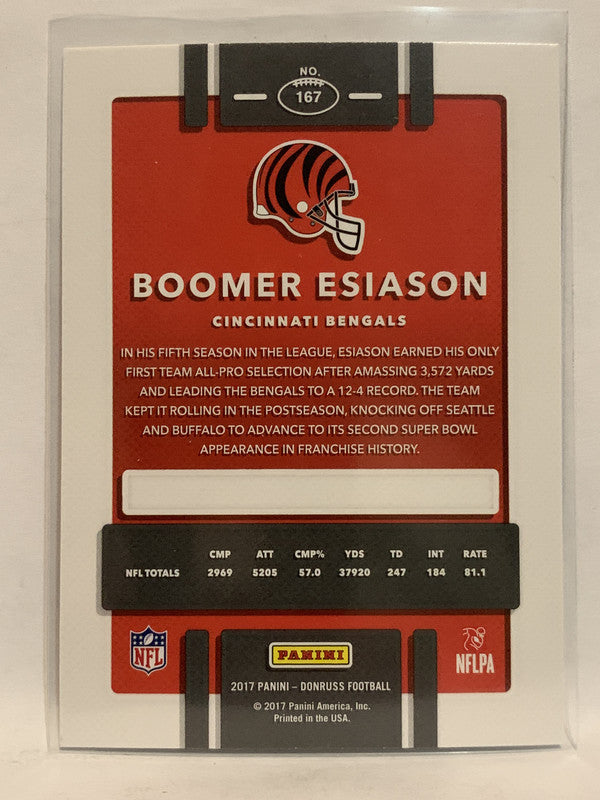 NO.
167
BOOMER ESIASON
CINCINNATI BENGALS
IN HIS FIFTH SEASON IN THE LEAGUE, ESIASON EARNED HIS ONLY
FIRST TEAM ALL-PRO SELECTION AFTER AMASSING 3,572 YARDS
AND LEADING THE BENGALS TO A 12-4 RECORD. THE TEAM
KEPT IT ROLLING IN THE POSTSEASON, KNOCKING OFF SEATTLE
AND BUFFALO TO ADVANCE TO ITS SECOND SUPER BOWL
APPEARANCE IN FRANCHISE HISTORY.
CMP ATT CMP% YDS TD INT RATE
NFL TOTALS 2969 5205 57.0 37920 247 184 81.1
NFL PANINI NFLPA
2017 PANINI – DONRUSS FOOTBALL
© 2017 Panini America, Inc.
Printed in the USA.